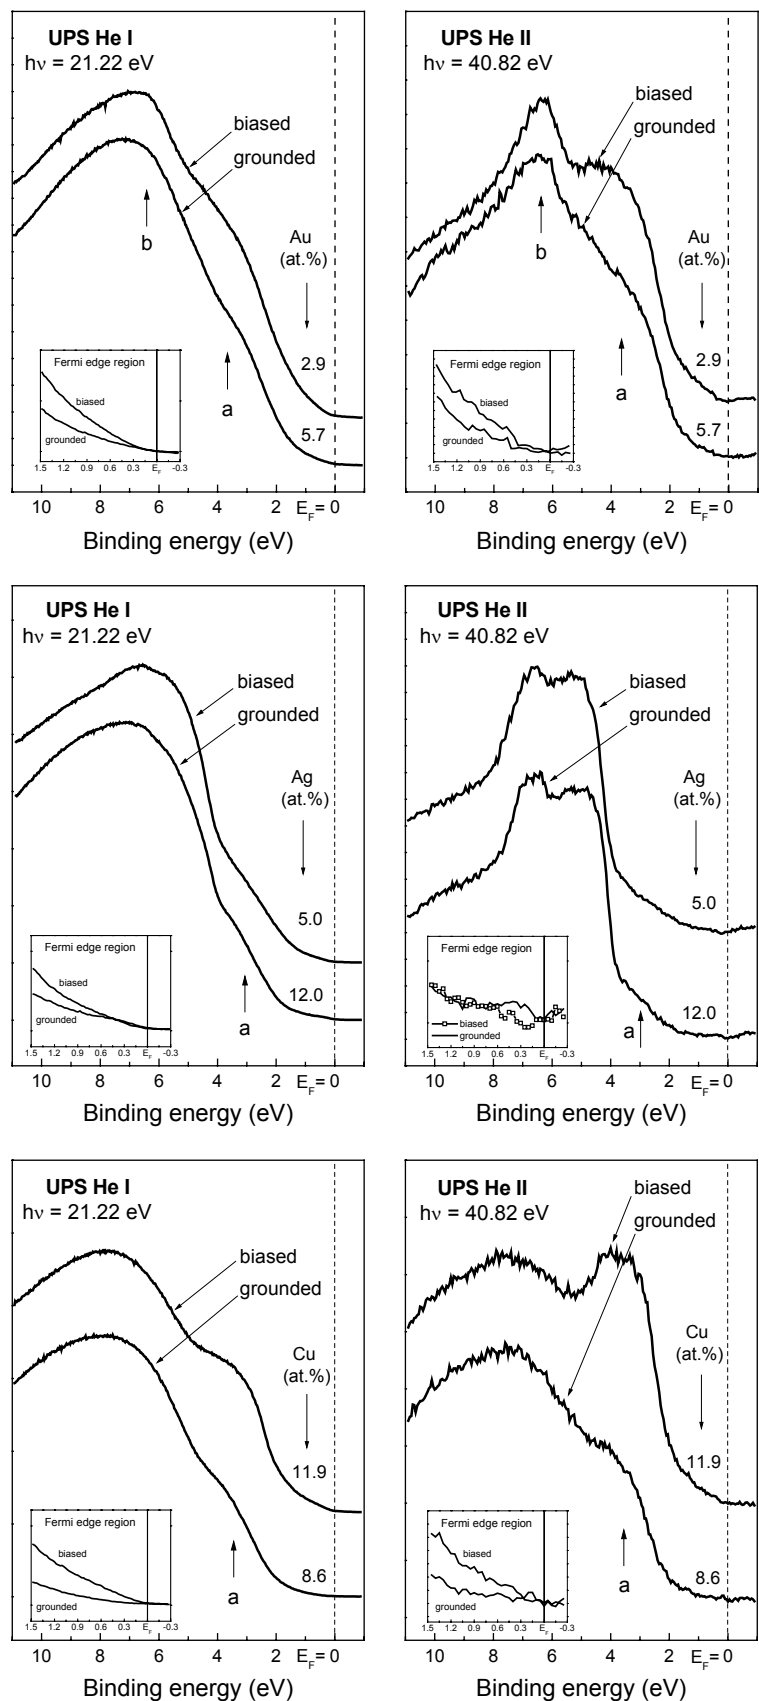 UPS He I
hν = 21.22 eV
biased
grounded
b
Au
(at.%)
2.9
a
5.7
Fermi edge region
biased
grounded
1.5 1.2 0.9 0.6 0.3 E_F -0.3
10 8 6 4 2 E_F= 0
Binding energy (eV)
UPS He II
hν = 40.82 eV
biased
grounded
b
Au
(at.%)
2.9
a
5.7
Fermi edge region
biased
grounded
1.5 1.2 0.9 0.6 0.3 E_F -0.3
10 8 6 4 2 E_F= 0
Binding energy (eV)
UPS He I
hν = 21.22 eV
biased
grounded
Ag
(at.%)
5.0
12.0
a
Fermi edge region
biased
grounded
1.5 1.2 0.9 0.6 0.3 E_F -0.3
10 8 6 4 2 E_F= 0
Binding energy (eV)
UPS He II
hν = 40.82 eV
biased
grounded
Ag
(at.%)
5.0
12.0
a
Fermi edge region
biased
grounded
1.5 1.2 0.9 0.6 0.3 E_F -0.3
10 8 6 4 2 E_F= 0
Binding energy (eV)
UPS He I
hν = 21.22 eV
biased
grounded
Cu
(at.%)
11.9
8.6
a
Fermi edge region
biased
grounded
1.5 1.2 0.9 0.6 0.3 E_F -0.3
10 8 6 4 2 E_F= 0
Binding energy (eV)
UPS He II
hν = 40.82 eV
biased
grounded
Cu
(at.%)
11.9
8.6
a
Fermi edge region
biased
grounded
1.5 1.2 0.9 0.6 0.3 E_F -0.3
10 8 6 4 2 E_F= 0
Binding energy (eV)